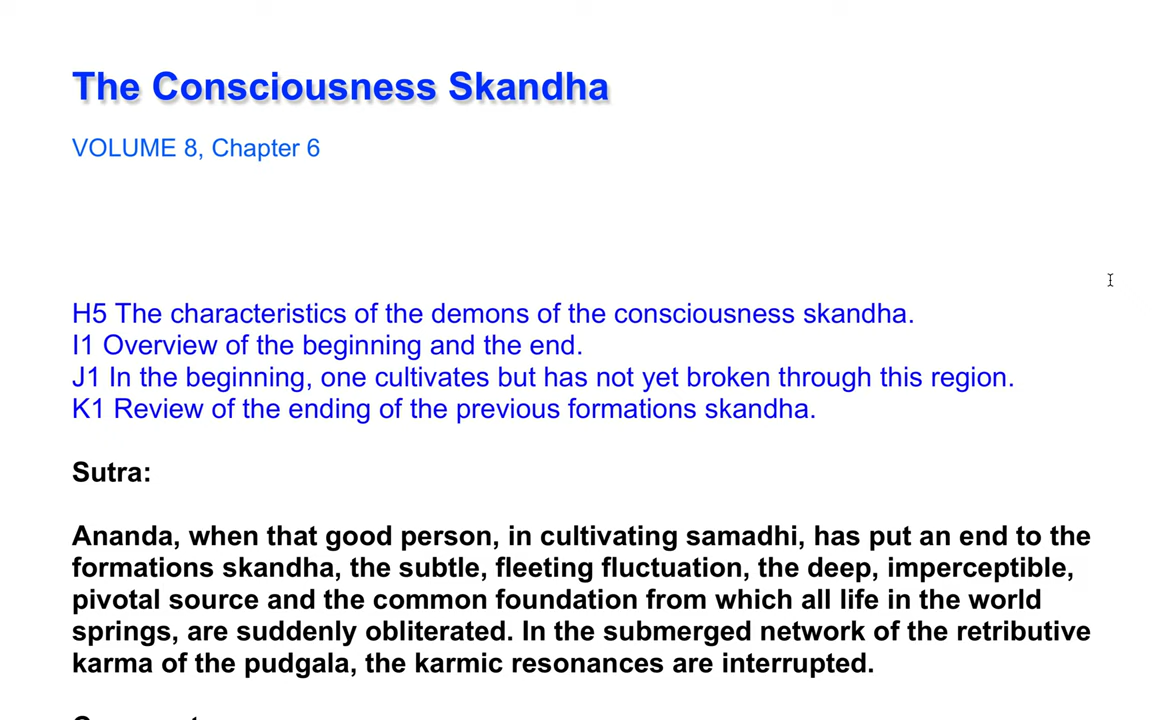 The Consciousness Skandha
VOLUME 8, Chapter 6
H5 The characteristics of the demons of the consciousness skandha.
I1 Overview of the beginning and the end.
J1 In the beginning, one cultivates but has not yet broken through this region.
K1 Review of the ending of the previous formations skandha.
Sutra:
Ananda, when that good person, in cultivating samadhi, has put an end to the
formations skandha, the subtle, fleeting fluctuation, the deep, imperceptible,
pivotal source and the common foundation from which all life in the world
springs, are suddenly obliterated. In the submerged network of the retributive
karma of the pudgala, the karmic resonances are interrupted.